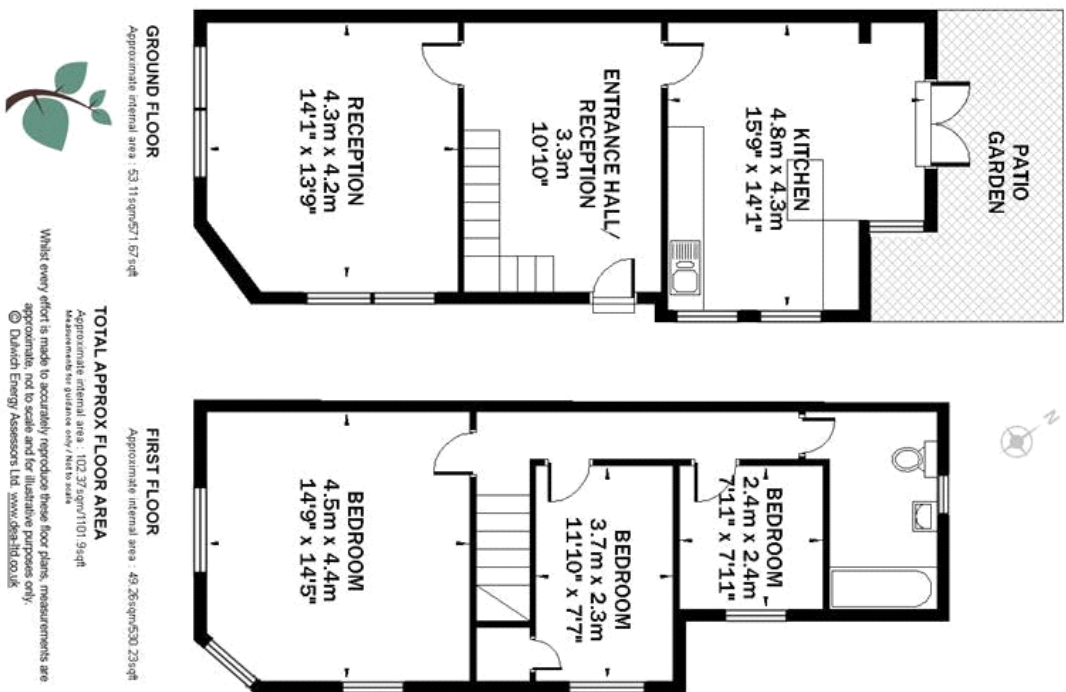 PATIO
GARDEN
KITCHEN
4.8m x 4.3m
15'9" x 14'1"
ENTRANCE HALL/
RECEPTION
3.3m
10'10"
RECEPTION
4.3m x 4.2m
14'1" x 13'9"
GROUND FLOOR
Approximate internal area : 53.11sqm/571.67sqft
N
BEDROOM
2.4m x 2.4m
7'11" x 7'11"
BEDROOM
3.7m x 2.3m
11'10" x 7'7"
BEDROOM
4.5m x 4.4m
14'9" x 14'5"
FIRST FLOOR
Approximate internal area : 49.26sqm/530.23sqft
TOTAL APPROX FLOOR AREA
Approximate internal area : 102.37sqm/1101.9sqft
Measurements for guidance only / Not to scale
Whilst every effort is made to accurately reproduce these floor plans, measurements are
approximate, not to scale and for illustrative purposes only.
© Dulwich Energy Assessors Ltd. www.dea-ltd.co.uk